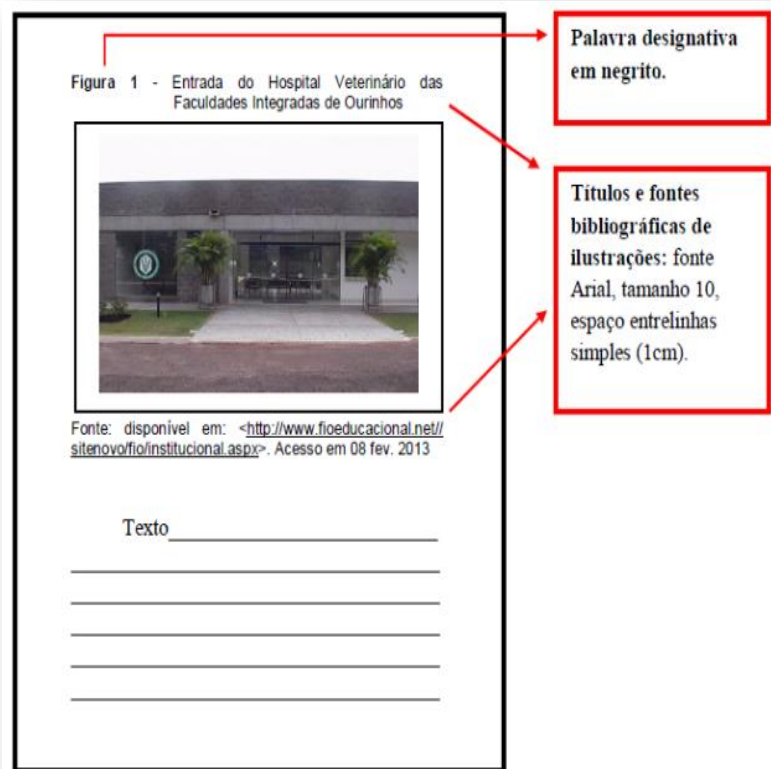 Figura 1 - Entrada do Hospital Veterinário das
Faculdades Integradas de Ourinhos
Fonte: disponível em: <http://www.fioeducacional.net//
sitenovo/fio/institucional.aspx>. Acesso em 08 fev. 2013
Texto
Palavra designativa
em negrito.
Títulos e fontes
bibliográficas de
ilustrações: fonte
Arial, tamanho 10,
espaço entrelinhas
simples (1cm).